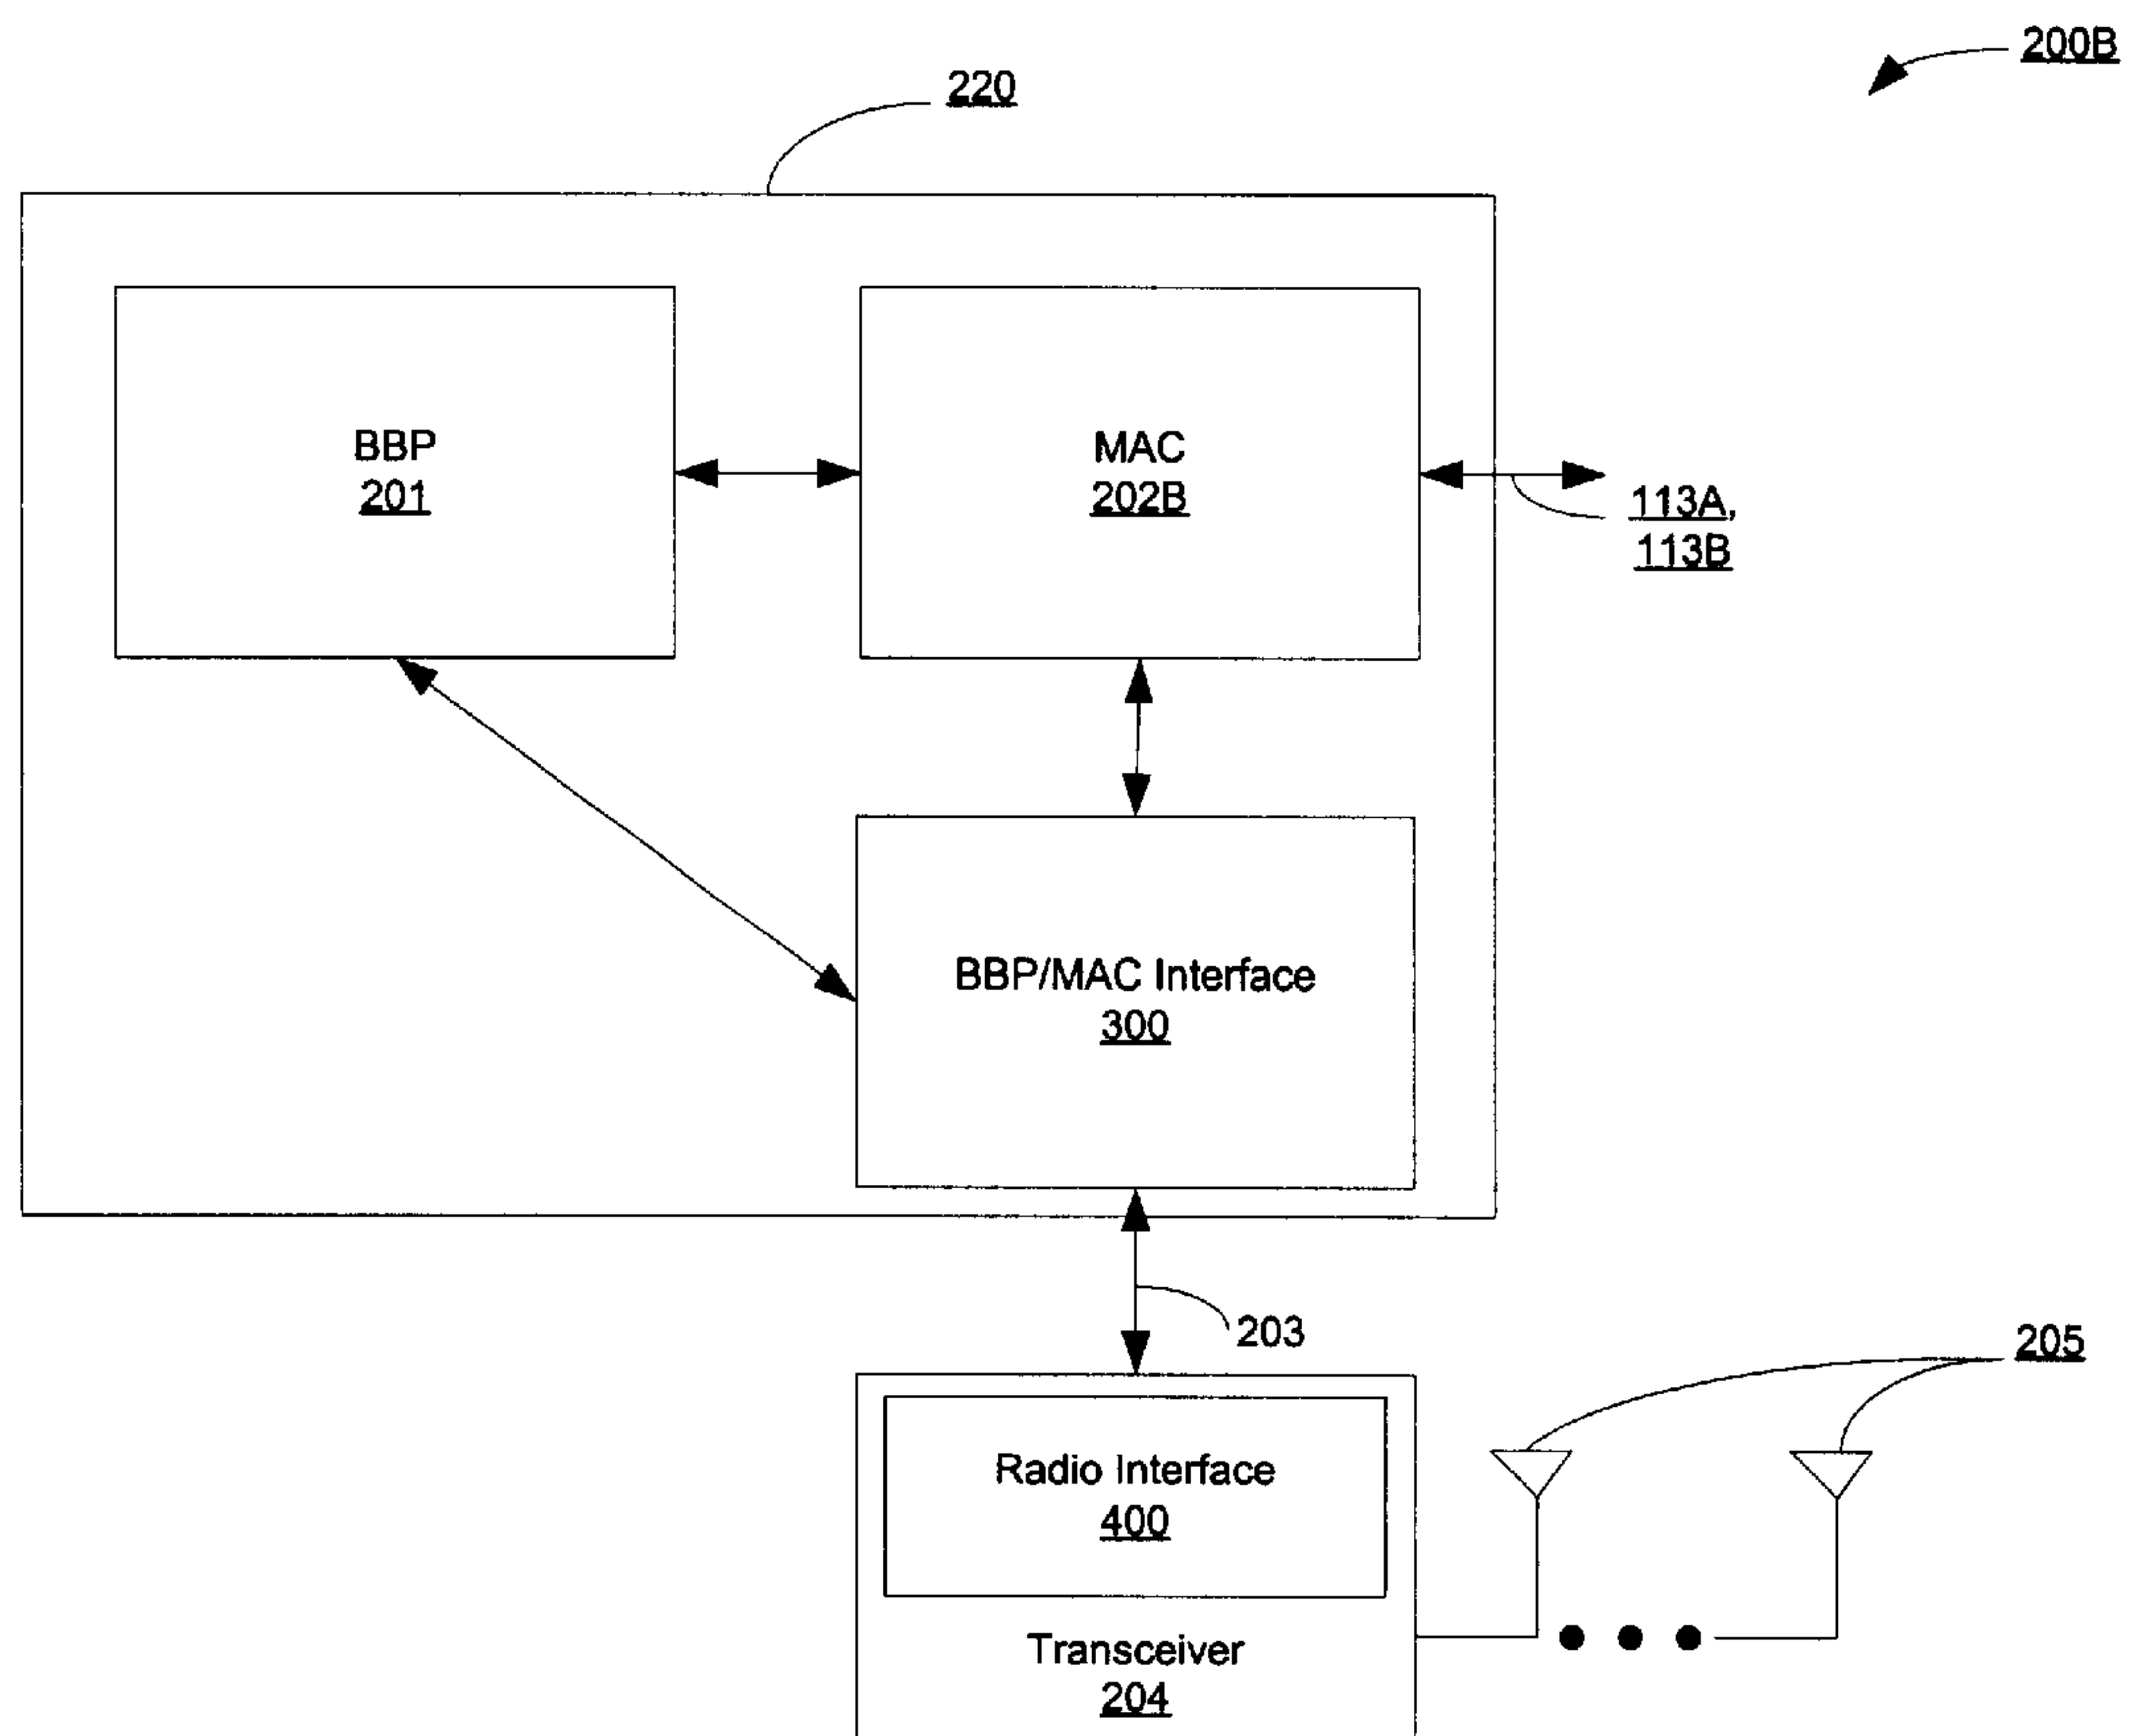 200B
220
BBP
201
MAC
202B
113A,
113B
BBP/MAC Interface
300
203
205
Radio Interface
400
Transceiver
204